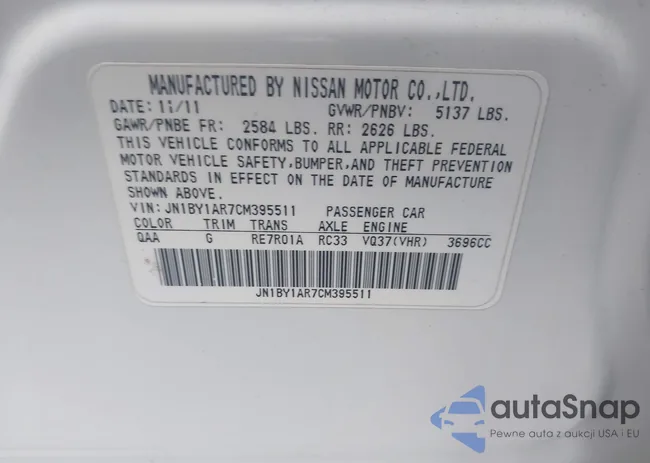 MANUFACTURED BY NISSAN MOTOR CO.,LTD.
DATE: 11/11 GVWR/PNBV: 5137 LBS.
GAWR/PNBE FR: 2584 LBS. RR: 2626 LBS.
THIS VEHICLE CONFORMS TO ALL APPLICABLE FEDERAL
MOTOR VEHICLE SAFETY,BUMPER,AND THEFT PREVENTION
STANDARDS IN EFFECT ON THE DATE OF MANUFACTURE
SHOWN ABOVE.
VIN: JN1BY1AR7CM395511 PASSENGER CAR
COLOR TRIM TRANS AXLE ENGINE
QAA G RE7R01A RC33 VQ37(VHR) 3696CC
JN1BY1AR7CM395511
autoSnap
Pewne auta z aukcji USA i EU